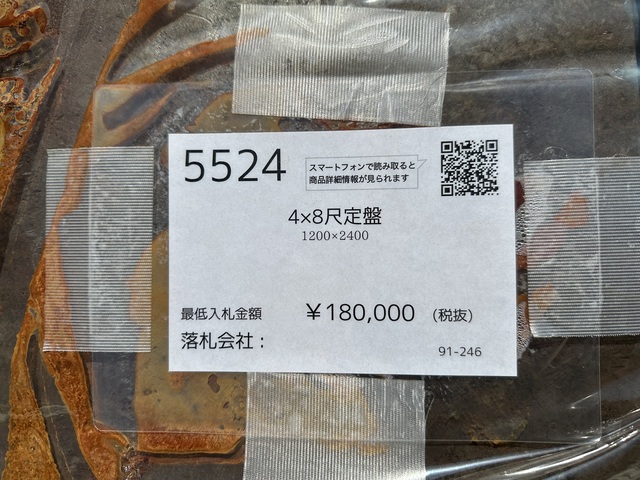 5524
スマートフォンで読み取ると
商品詳細情報が見られます
4×8尺定盤
1200×2400
最低入札金額 ¥180,000 (税抜)
落札会社：
91-246